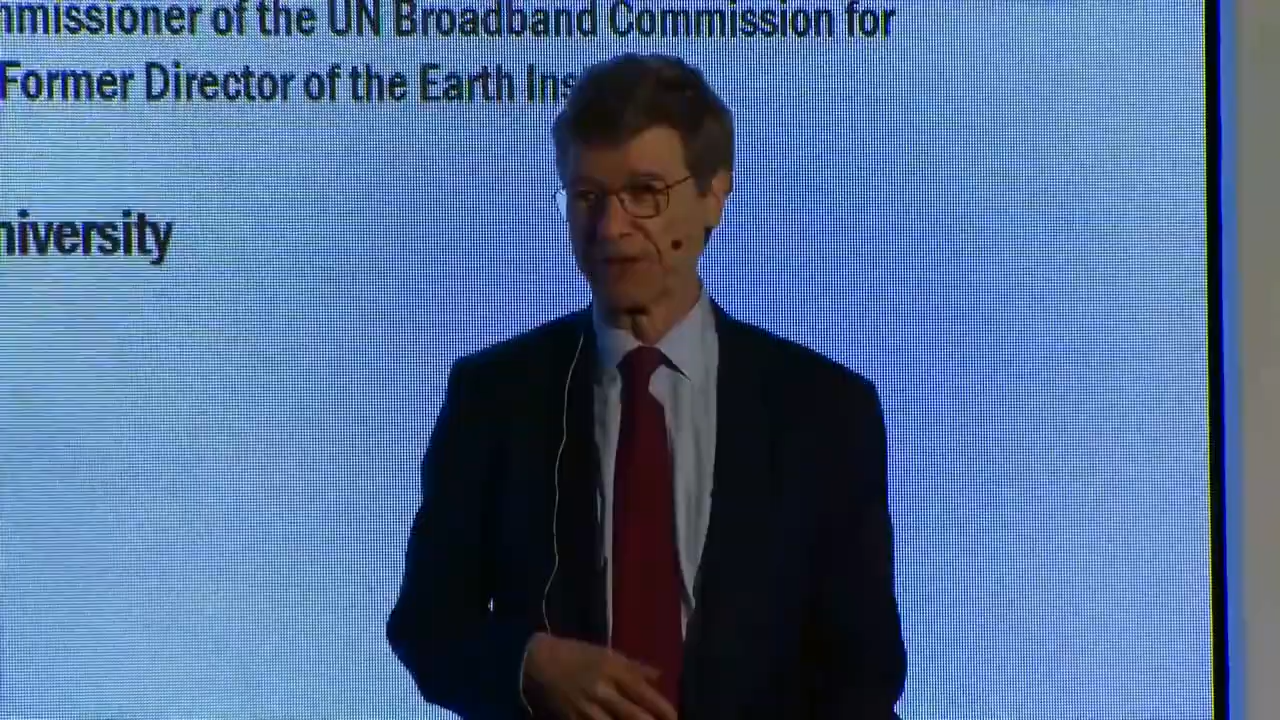 mmissioner of the UN Broadband Commission for
Former Director of the Earth Ins
niversity